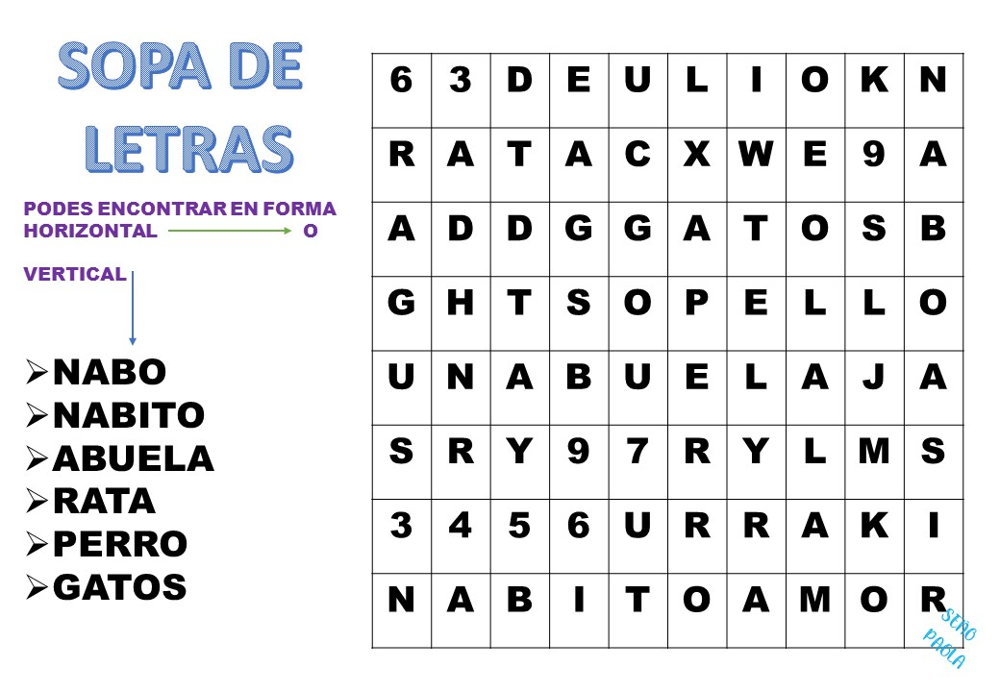 SOPA DE
LETRAS
PODES ENCONTRAR EN FORMA
HORIZONTAL O
VERTICAL
NABO
NABITO
ABUELA
RATA
PERRO
GATOS
6 3 D E U L I O K N
R A T A C X W E 9 A
A D D G G A T O S B
G H T S O P E L L O
U N A B U E L A J A
S R Y 9 7 R Y L M S
3 4 5 6 U R R A K I
N A B I T O A M O R
SEÑO
PAOLA